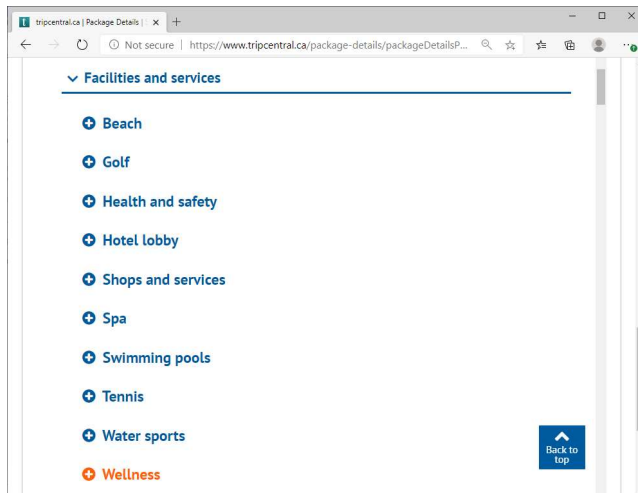 tripcentral.ca | Package Details |
Not secure | https://www.tripcentral.ca/package-details/packageDetailsP...
Facilities and services
Beach
Golf
Health and safety
Hotel lobby
Shops and services
Spa
Swimming pools
Tennis
Water sports
Back to
top
Wellness